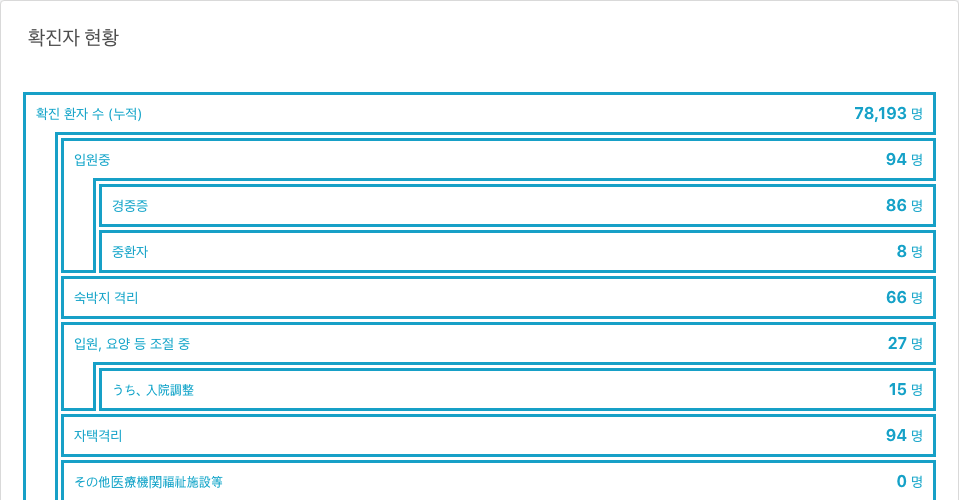 확진자 현황
확진 환자 수 (누적) 78,193 명
입원중 94 명
경중증 86 명
중환자 8 명
숙박지 격리 66 명
입원, 요양 등 조절 중 27 명
うち、入院調整 15 명
자택격리 94 명
その他医療機関福祉施設等 0 명